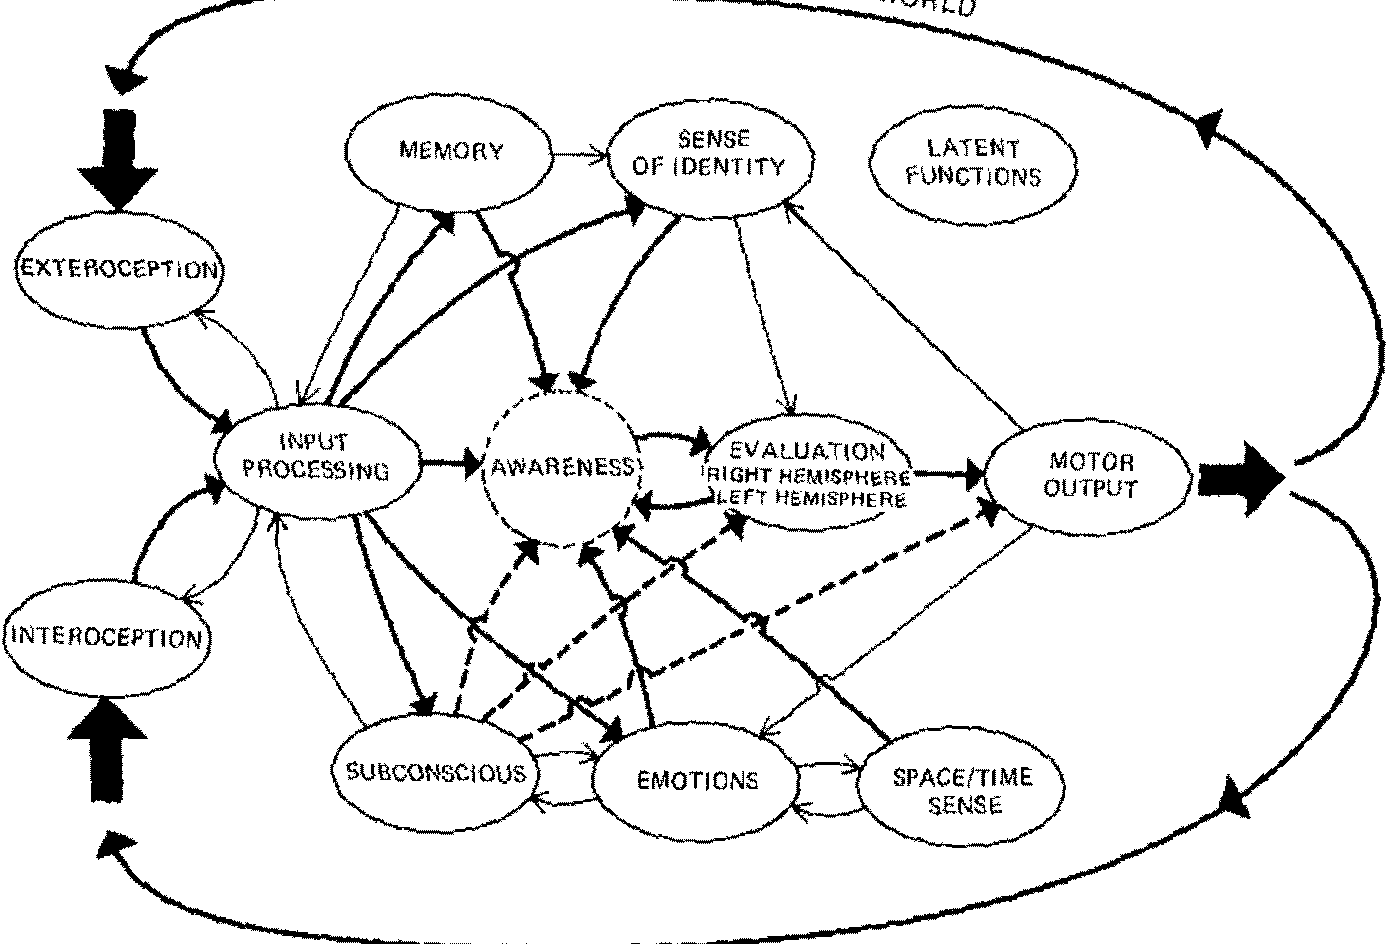 WORLD
MEMORY
SENSE
OF IDENTITY
LATENT
FUNCTIONS
EXTEROCEPTION
INPUT
PROCESSING
AWARENESS
EVALUATION
RIGHT HEMISPHERE
LEFT HEMISPHERE
MOTOR
OUTPUT
INTEROCEPTION
SUBCONSCIOUS
EMOTIONS
SPACE/TIME
SENSE